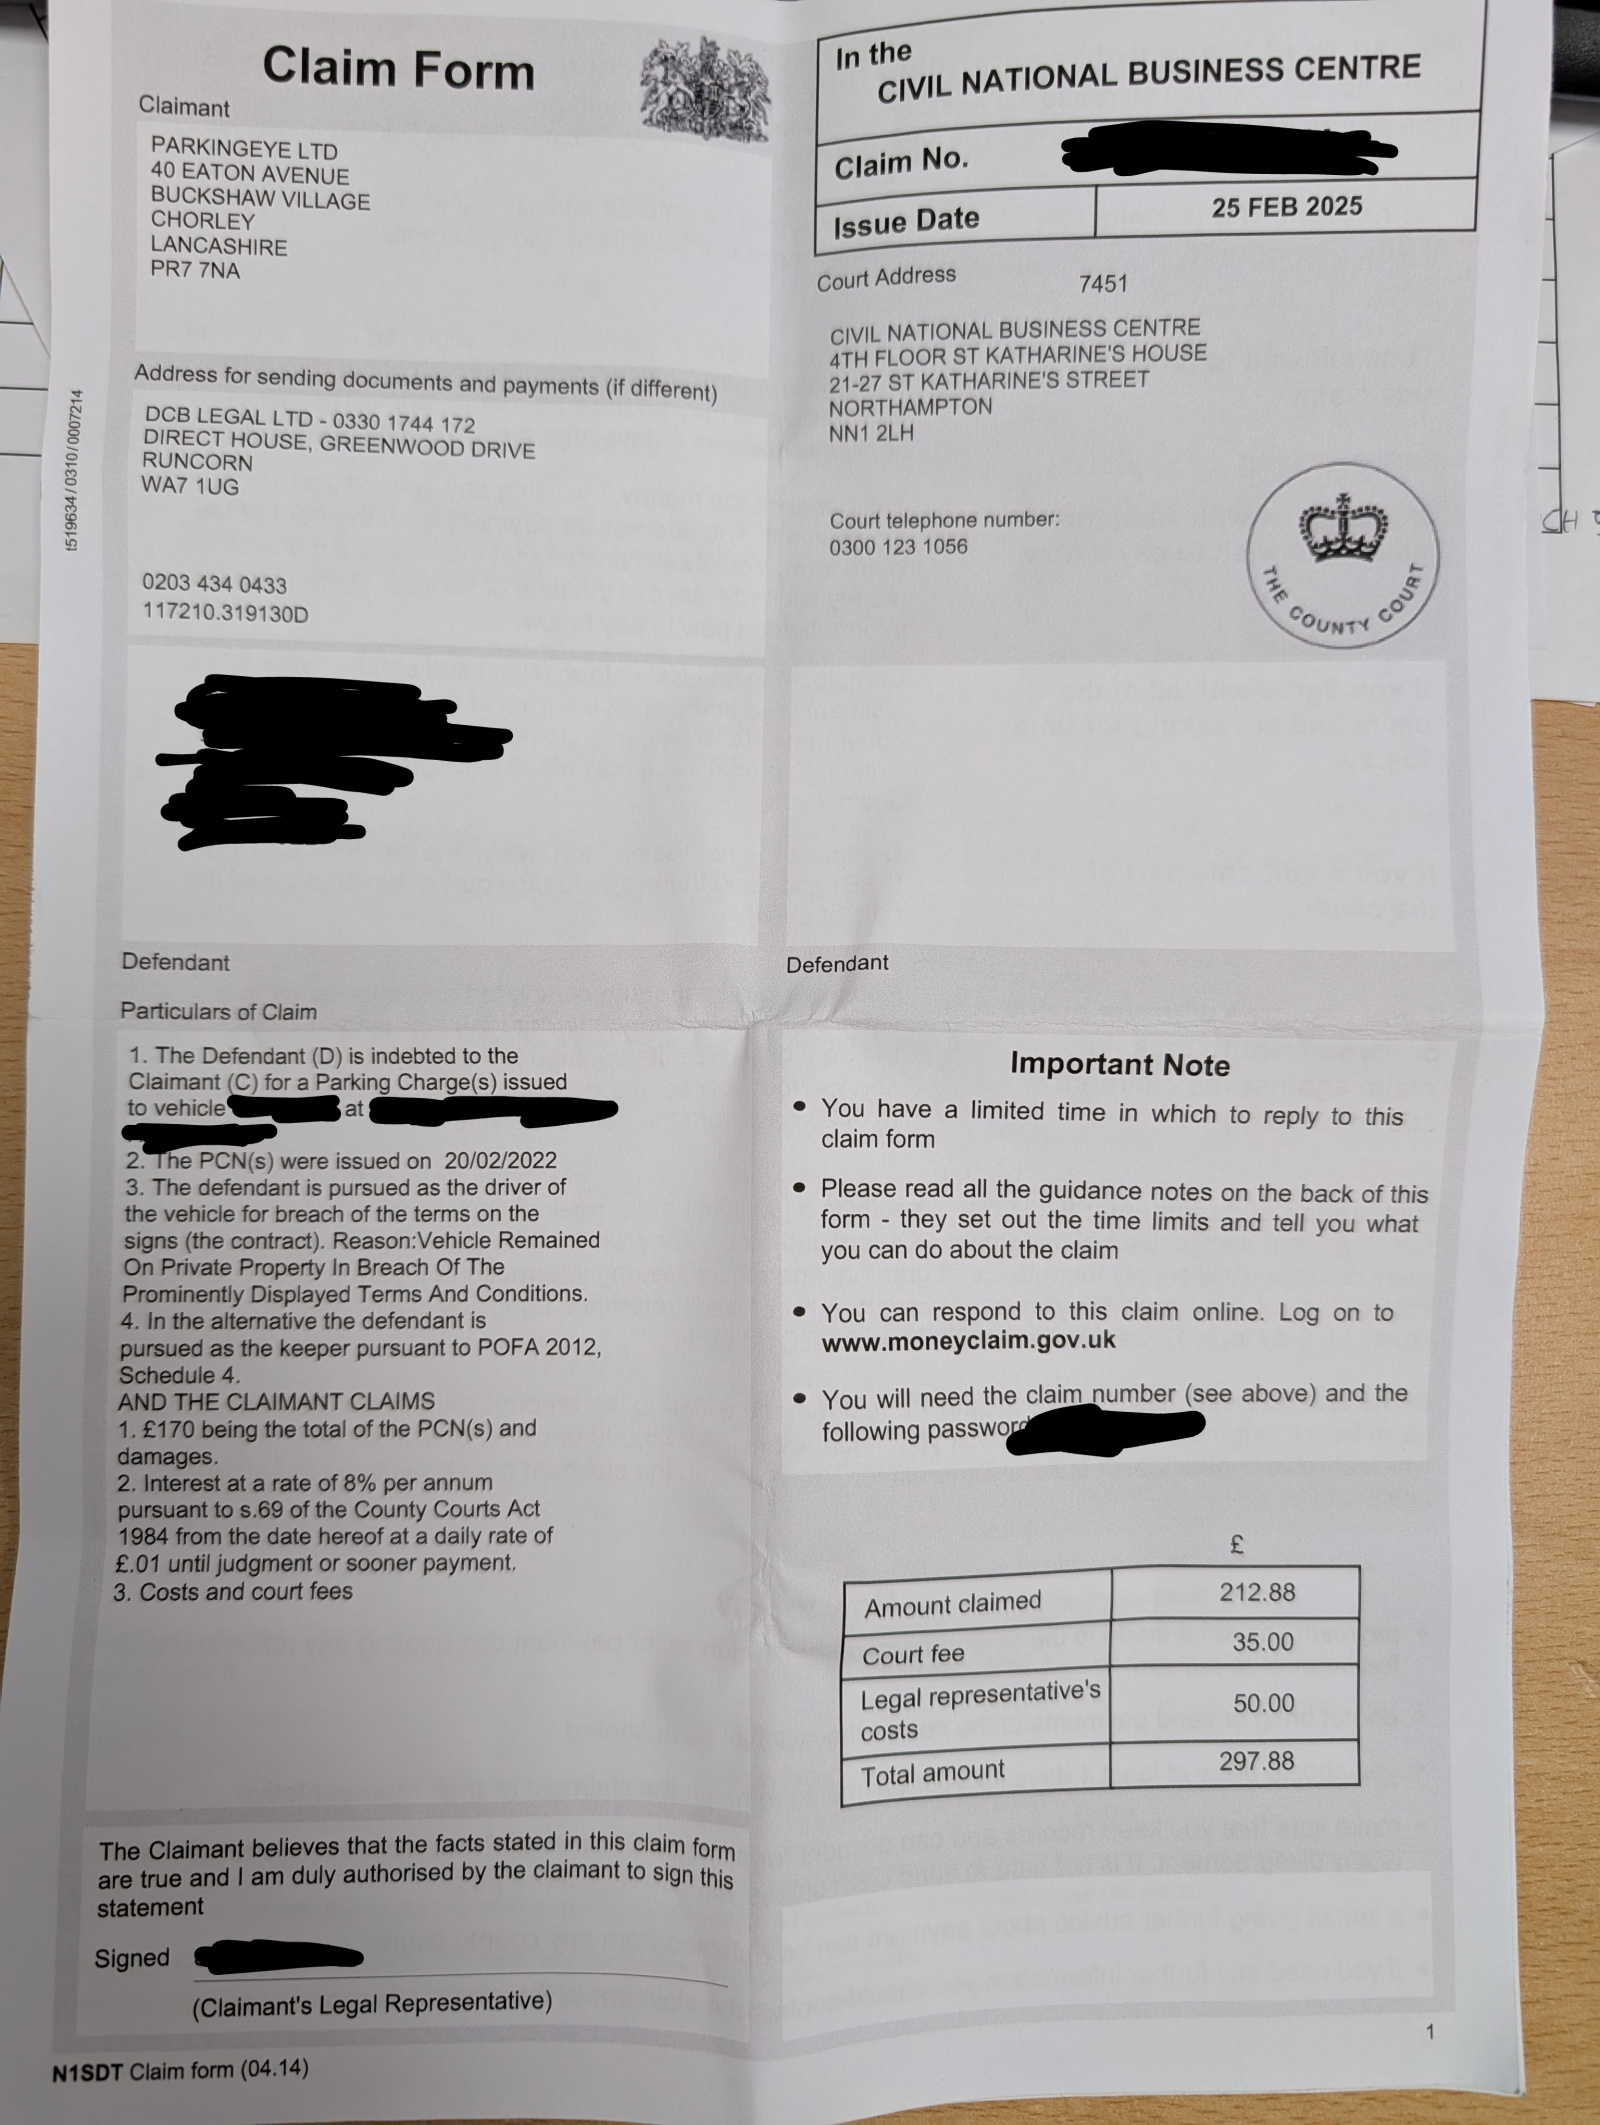 Claim Form
Claimant
PARKINGEYE LTD
40 EATON AVENUE
BUCKSHAW VILLAGE
CHORLEY
LANCASHIRE
PR7 7NA
Address for sending documents and payments (if different)
DCB LEGAL LTD - 0330 1744 172
DIRECT HOUSE, GREENWOOD DRIVE
RUNCORN
WA7 1UG
0203 434 0433
117210.319130D
t519634/0310/0007214
In the
CIVIL NATIONAL BUSINESS CENTRE
Claim No.
Issue Date
25 FEB 2025
Court Address
7451
CIVIL NATIONAL BUSINESS CENTRE
4TH FLOOR ST KATHARINE'S HOUSE
21-27 ST KATHARINE'S STREET
NORTHAMPTON
NN1 2LH
Court telephone number:
0300 123 1056
THE COUNTY COURT
Defendant
Defendant
Particulars of Claim
1. The Defendant (D) is indebted to the
Claimant (C) for a Parking Charge(s) issued
to vehicle at
2. The PCN(s) were issued on 20/02/2022
3. The defendant is pursued as the driver of
the vehicle for breach of the terms on the
signs (the contract). Reason:Vehicle Remained
On Private Property In Breach Of The
Prominently Displayed Terms And Conditions.
4. In the alternative the defendant is
pursued as the keeper pursuant to POFA 2012,
Schedule 4.
AND THE CLAIMANT CLAIMS
1. £170 being the total of the PCN(s) and
damages.
2. Interest at a rate of 8% per annum
pursuant to s.69 of the County Courts Act
1984 from the date hereof at a daily rate of
£.01 until judgment or sooner payment.
3. Costs and court fees
Important Note
• You have a limited time in which to reply to this
claim form
• Please read all the guidance notes on the back of this
form - they set out the time limits and tell you what
you can do about the claim
• You can respond to this claim online. Log on to
www.moneyclaim.gov.uk
• You will need the claim number (see above) and the
following password
£
Amount claimed 212.88
Court fee 35.00
Legal representative's
costs 50.00
Total amount 297.88
The Claimant believes that the facts stated in this claim form
are true and I am duly authorised by the claimant to sign this
statement
Signed
(Claimant's Legal Representative)
1
N1SDT Claim form (04.14)